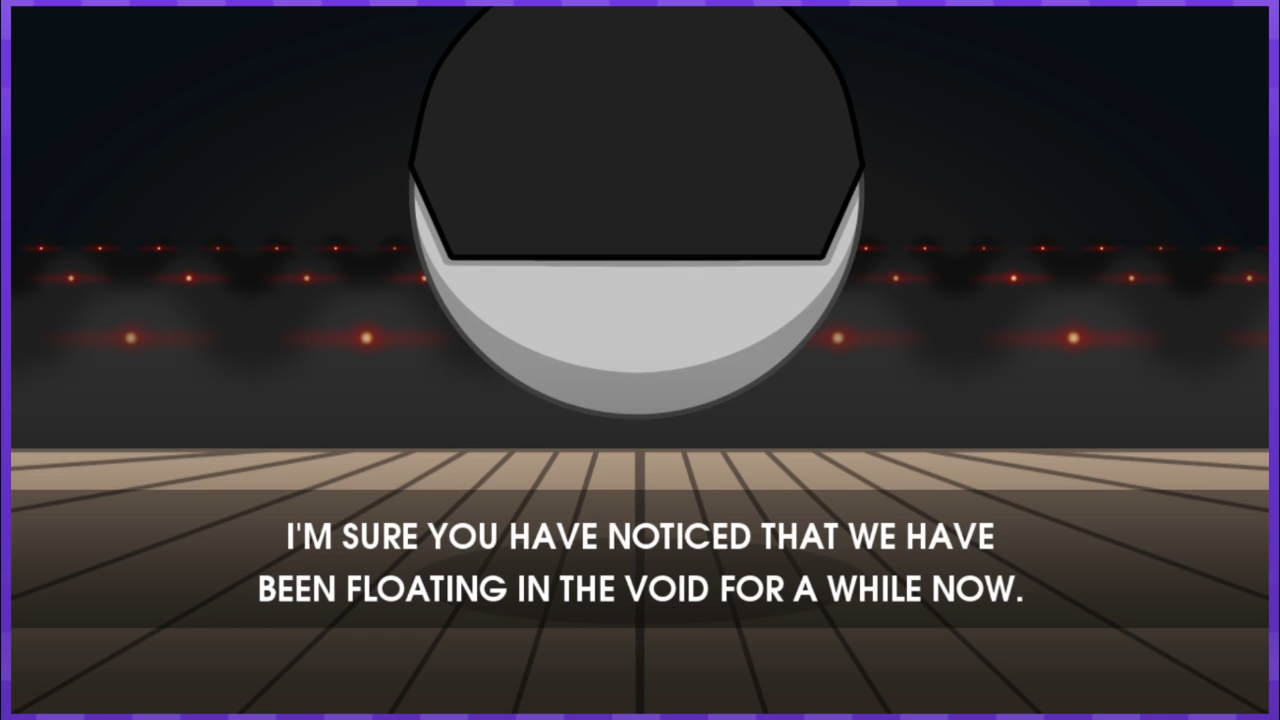 I'M SURE YOU HAVE NOTICED THAT WE HAVE
BEEN FLOATING IN THE VOID FOR A WHILE NOW.